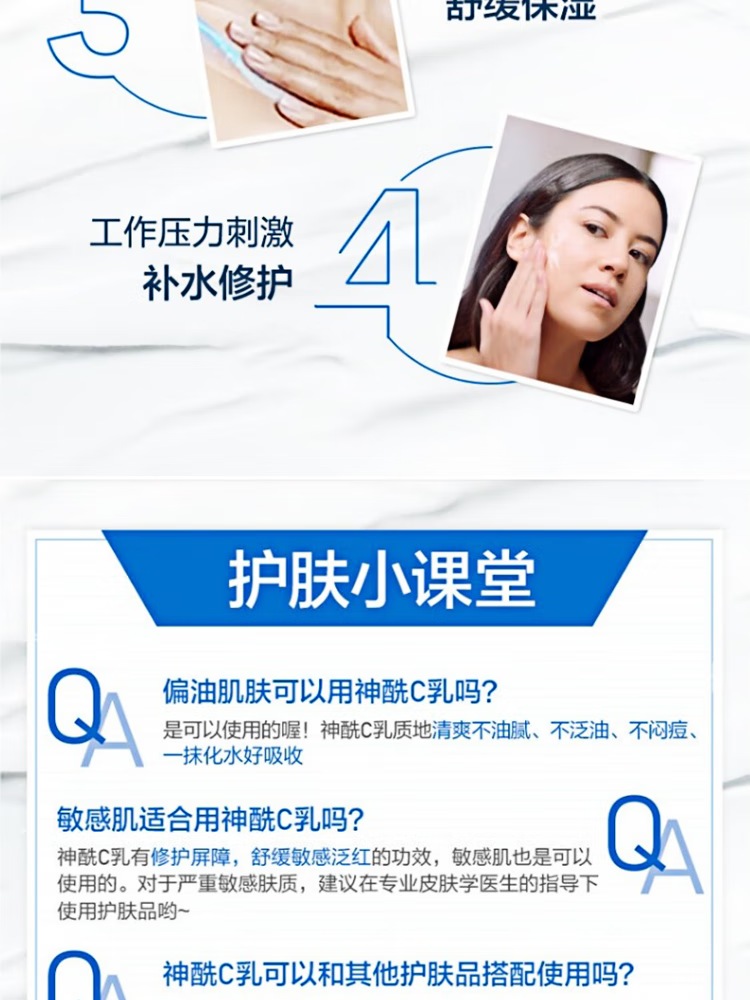 3
舒缓保湿
工作压力刺激
补水修护
4
护肤小课堂
QA
偏油肌肤可以用神酰C乳吗?
是可以使用的喔！神酰C乳质地清爽不油腻、不泛油、不闷痘、
一抹化水好吸收
敏感肌适合用神酰C乳吗?
QA
神酰C乳有修护屏障，舒缓敏感泛红的功效，敏感肌也是可以
使用的。对于严重敏感肤质，建议在专业皮肤学医生的指导下
使用护肤品哟~
QA
神酰C乳可以和其他护肤品搭配使用吗?